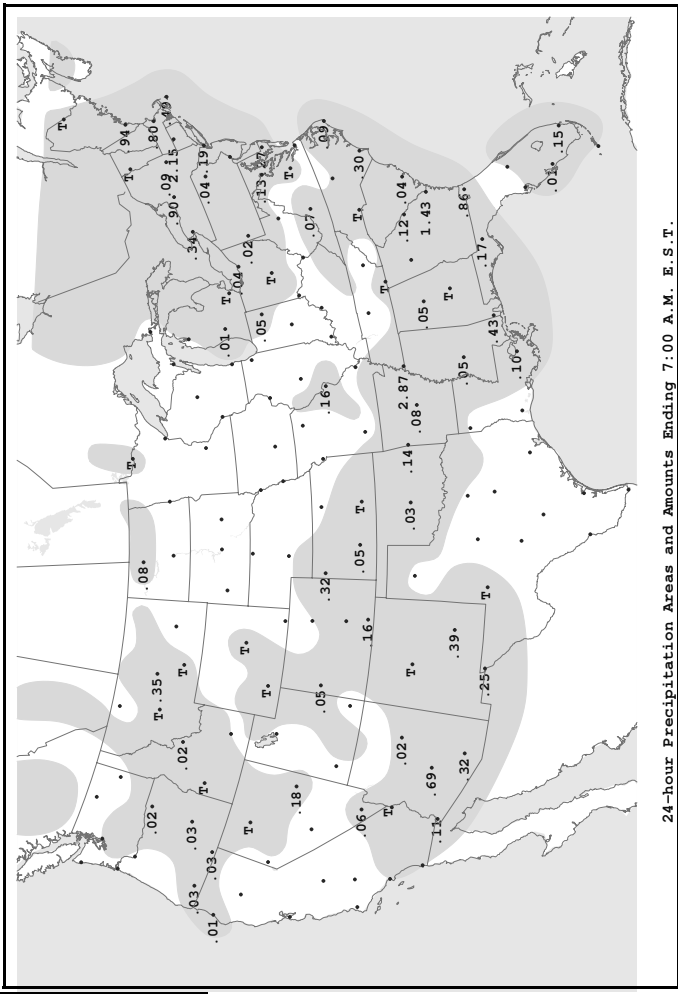 T
.94
T
T
.08
.80
.02
.35
T
.49
.09
2.15
.90
T
.02
.34
.03
.03
.19
T
.04
.03
.01
.01
T
.04
T
.02
T
.27
.13
.05
T
T
T
.18
.07
.05
.09
.16
.32
.30
T
T
.05
.06
.16
T
T
.04
2.87
.02
.12
.14
.03
T
.08
.05
1.43
.69
.11
T
.39
.86
.05
.32
.17
.25
T
.43
.10
.01
.15
24-hour Precipitation Areas and Amounts Ending 7:00 A.M. E.S.T.